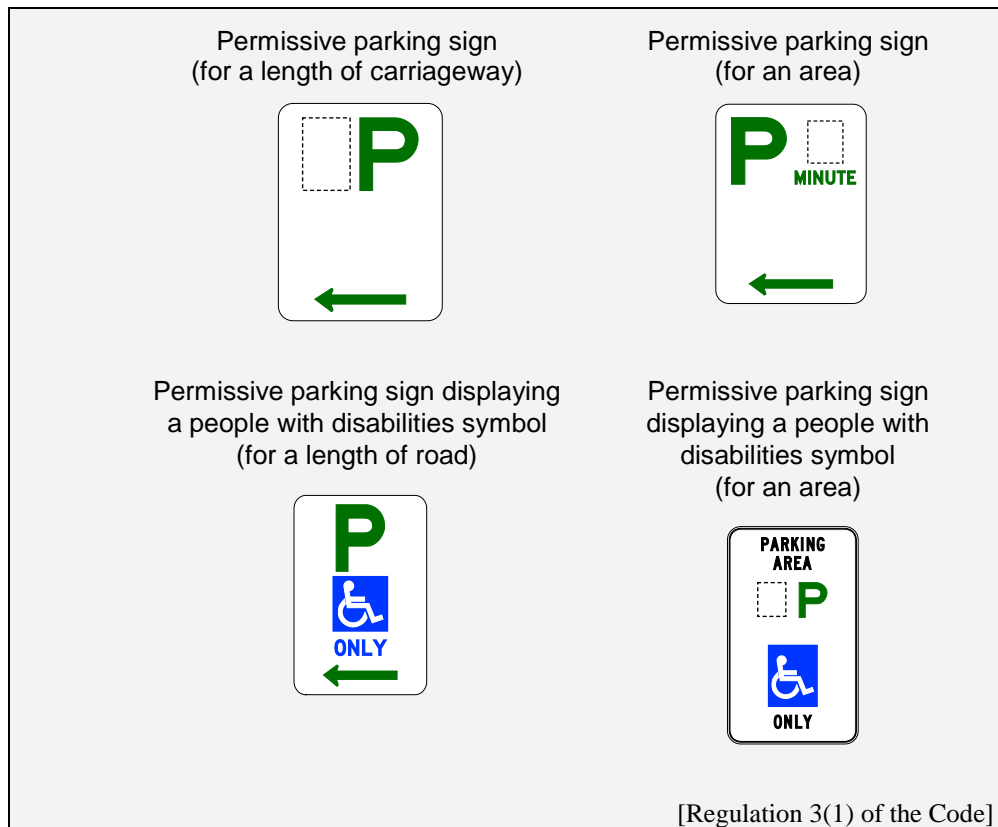 Permissive parking sign
(for a length of carriageway)
P
Permissive parking sign
(for an area)
P
MINUTE
Permissive parking sign displaying
a people with disabilities symbol
(for a length of road)
P
ONLY
Permissive parking sign
displaying a people with
disabilities symbol
(for an area)
PARKING
AREA
P
ONLY
[Regulation 3(1) of the Code]